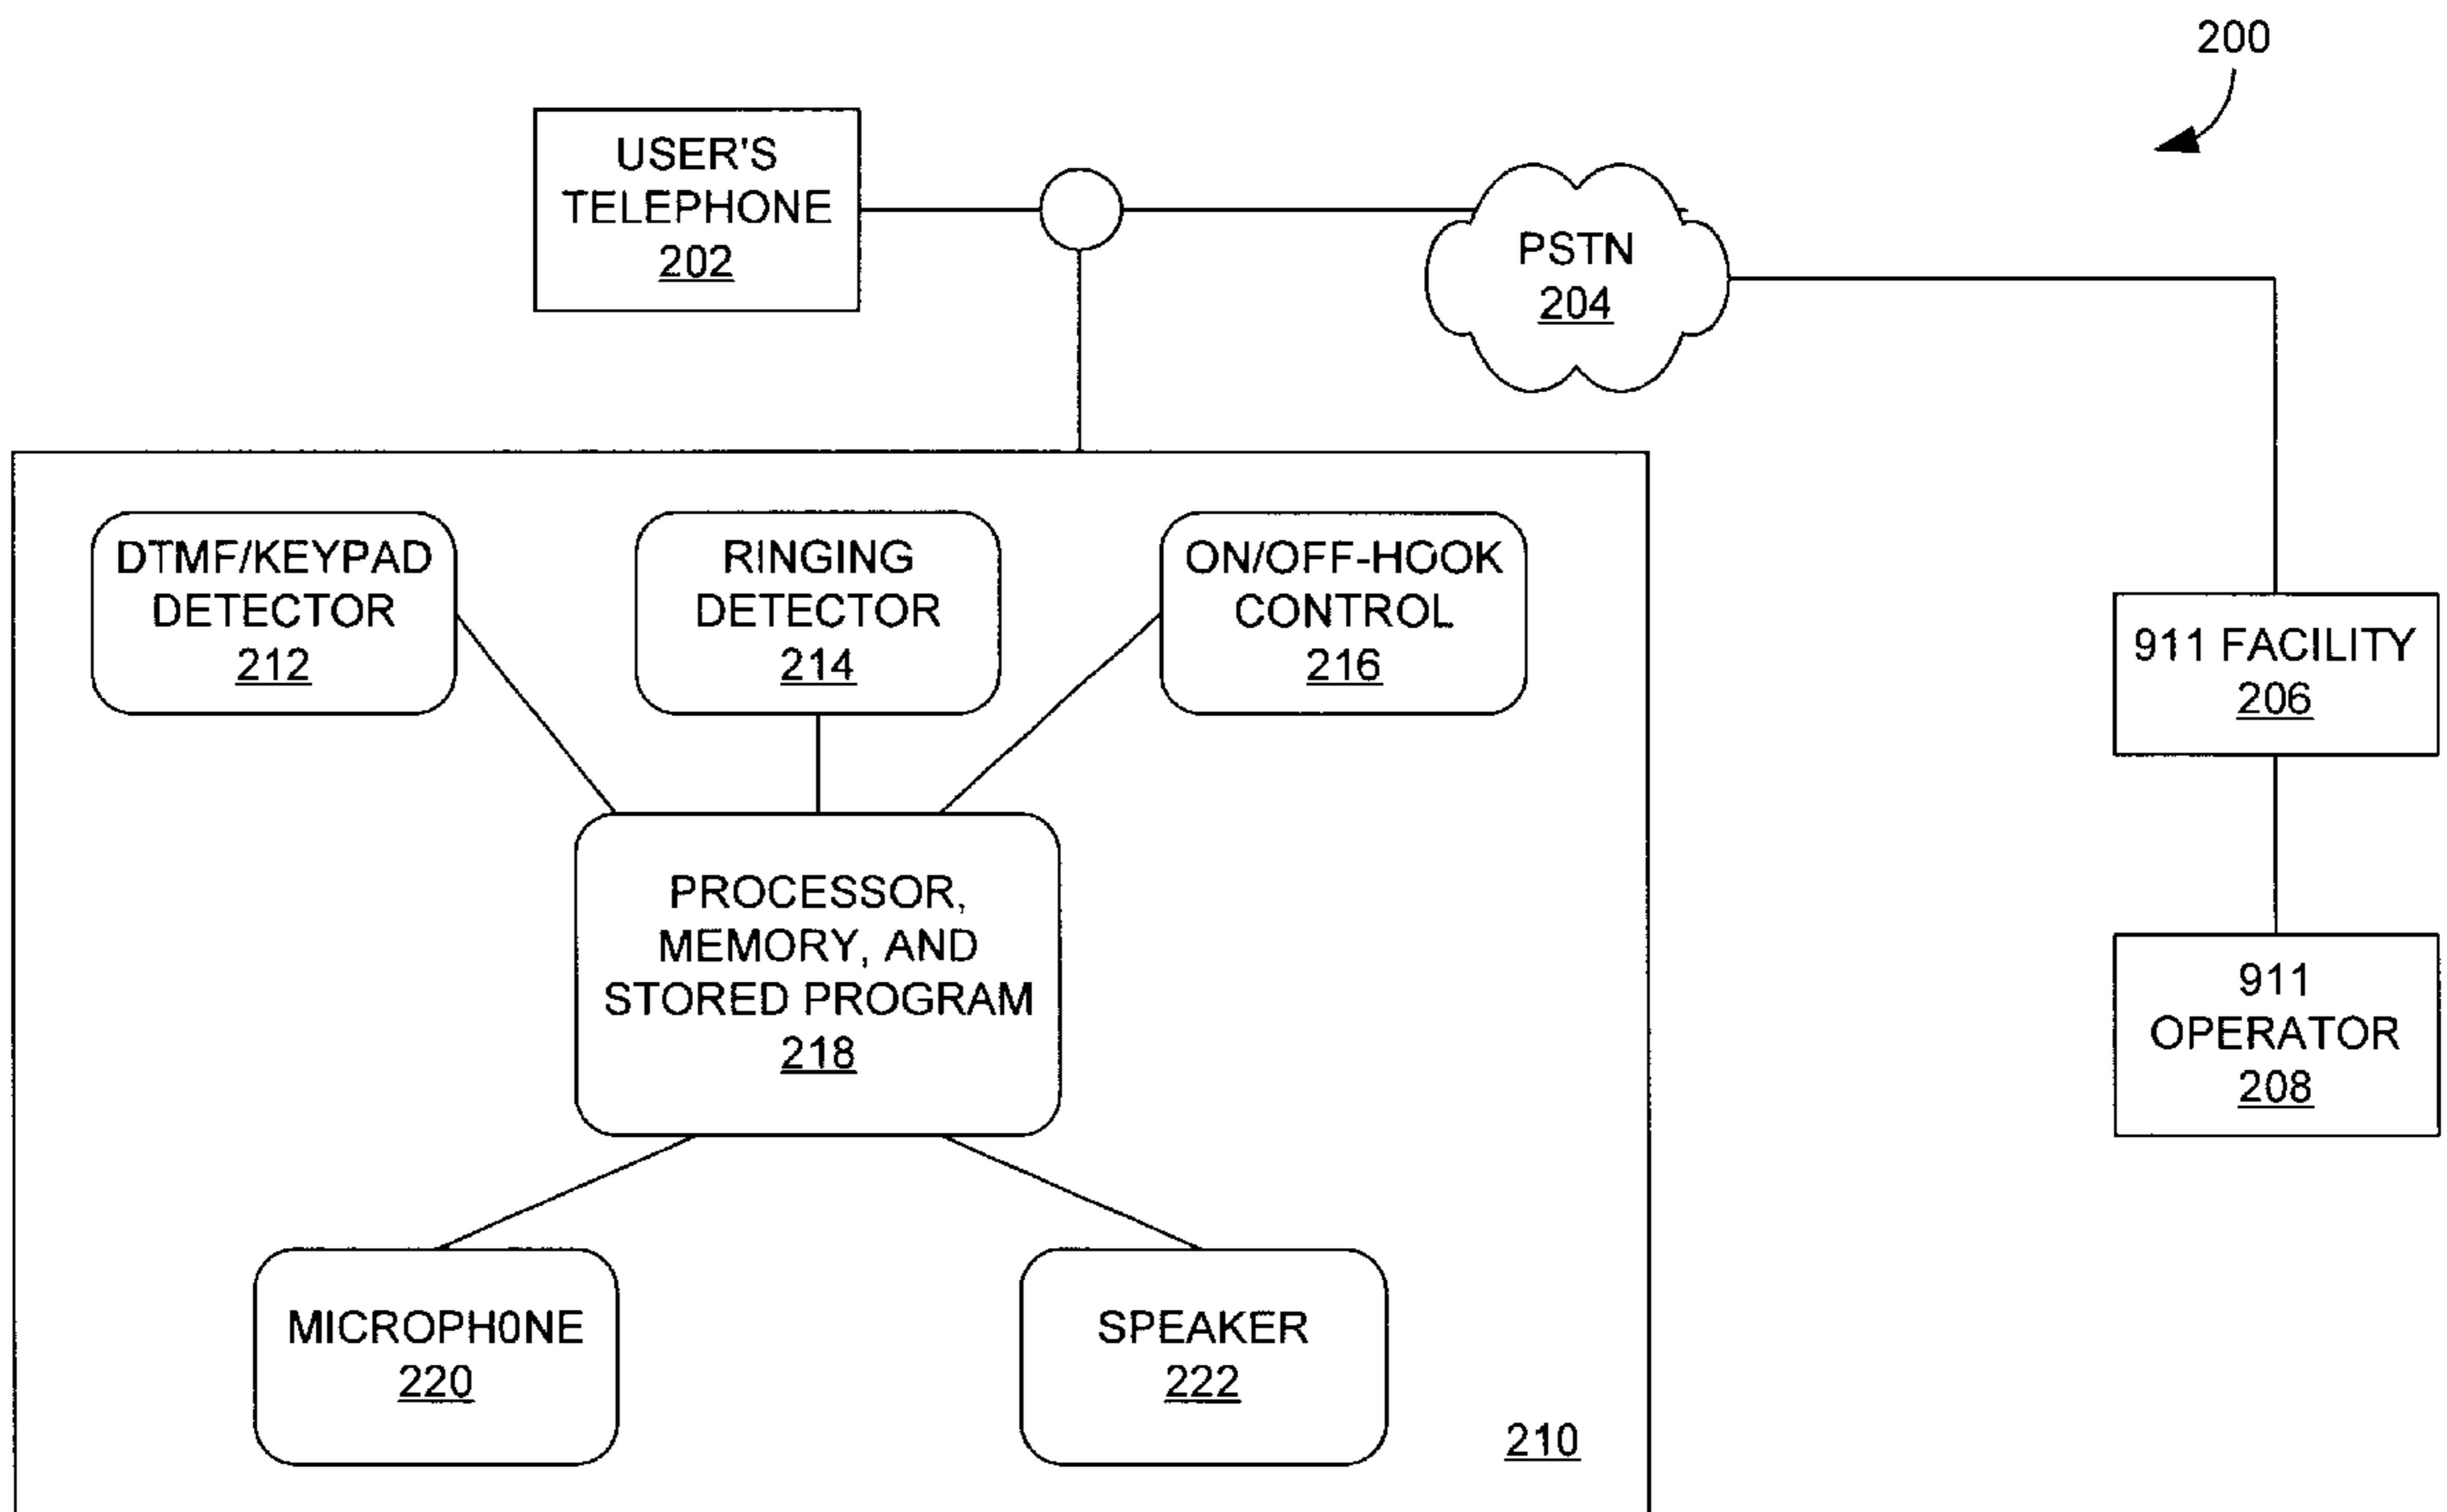 200
USER'S
TELEPHONE
202
PSTN
204
DTMF/KEYPAD
DETECTOR
212
RINGING
DETECTOR
214
ON/OFF-HOOK
CONTROL
216
911 FACILITY
206
PROCESSOR,
MEMORY, AND
STORED PROGRAM
218
911
OPERATOR
208
MICROPH0NE
220
SPEAKER
222
210